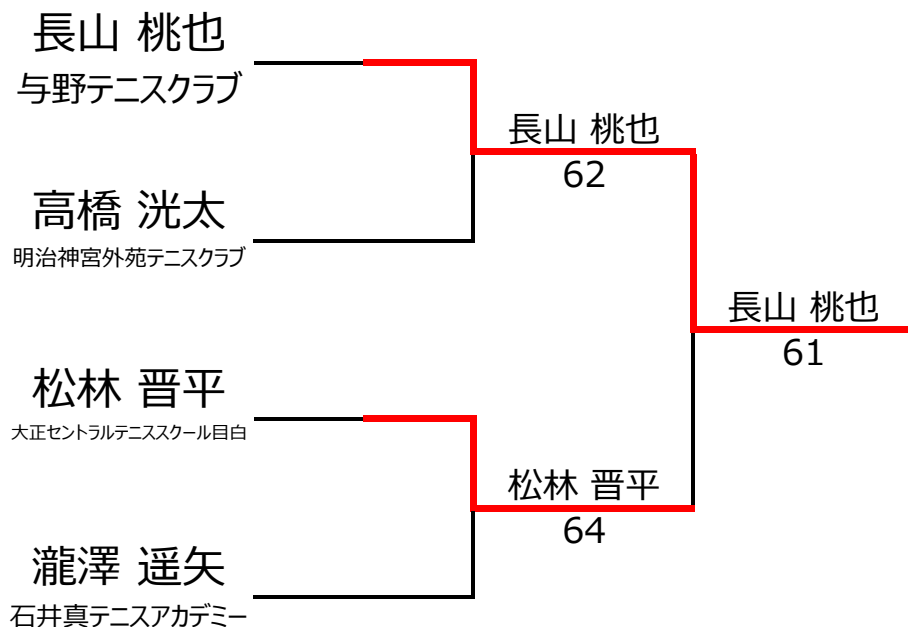 長山 桃也
与野テニスクラブ
長山 桃也
62
高橋 洸太
明治神宮外苑テニスクラブ
長山 桃也
61
松林 晋平
大正セントラルテニススクール目白
松林 晋平
64
瀧澤 遥矢
石井真テニスアカデミー